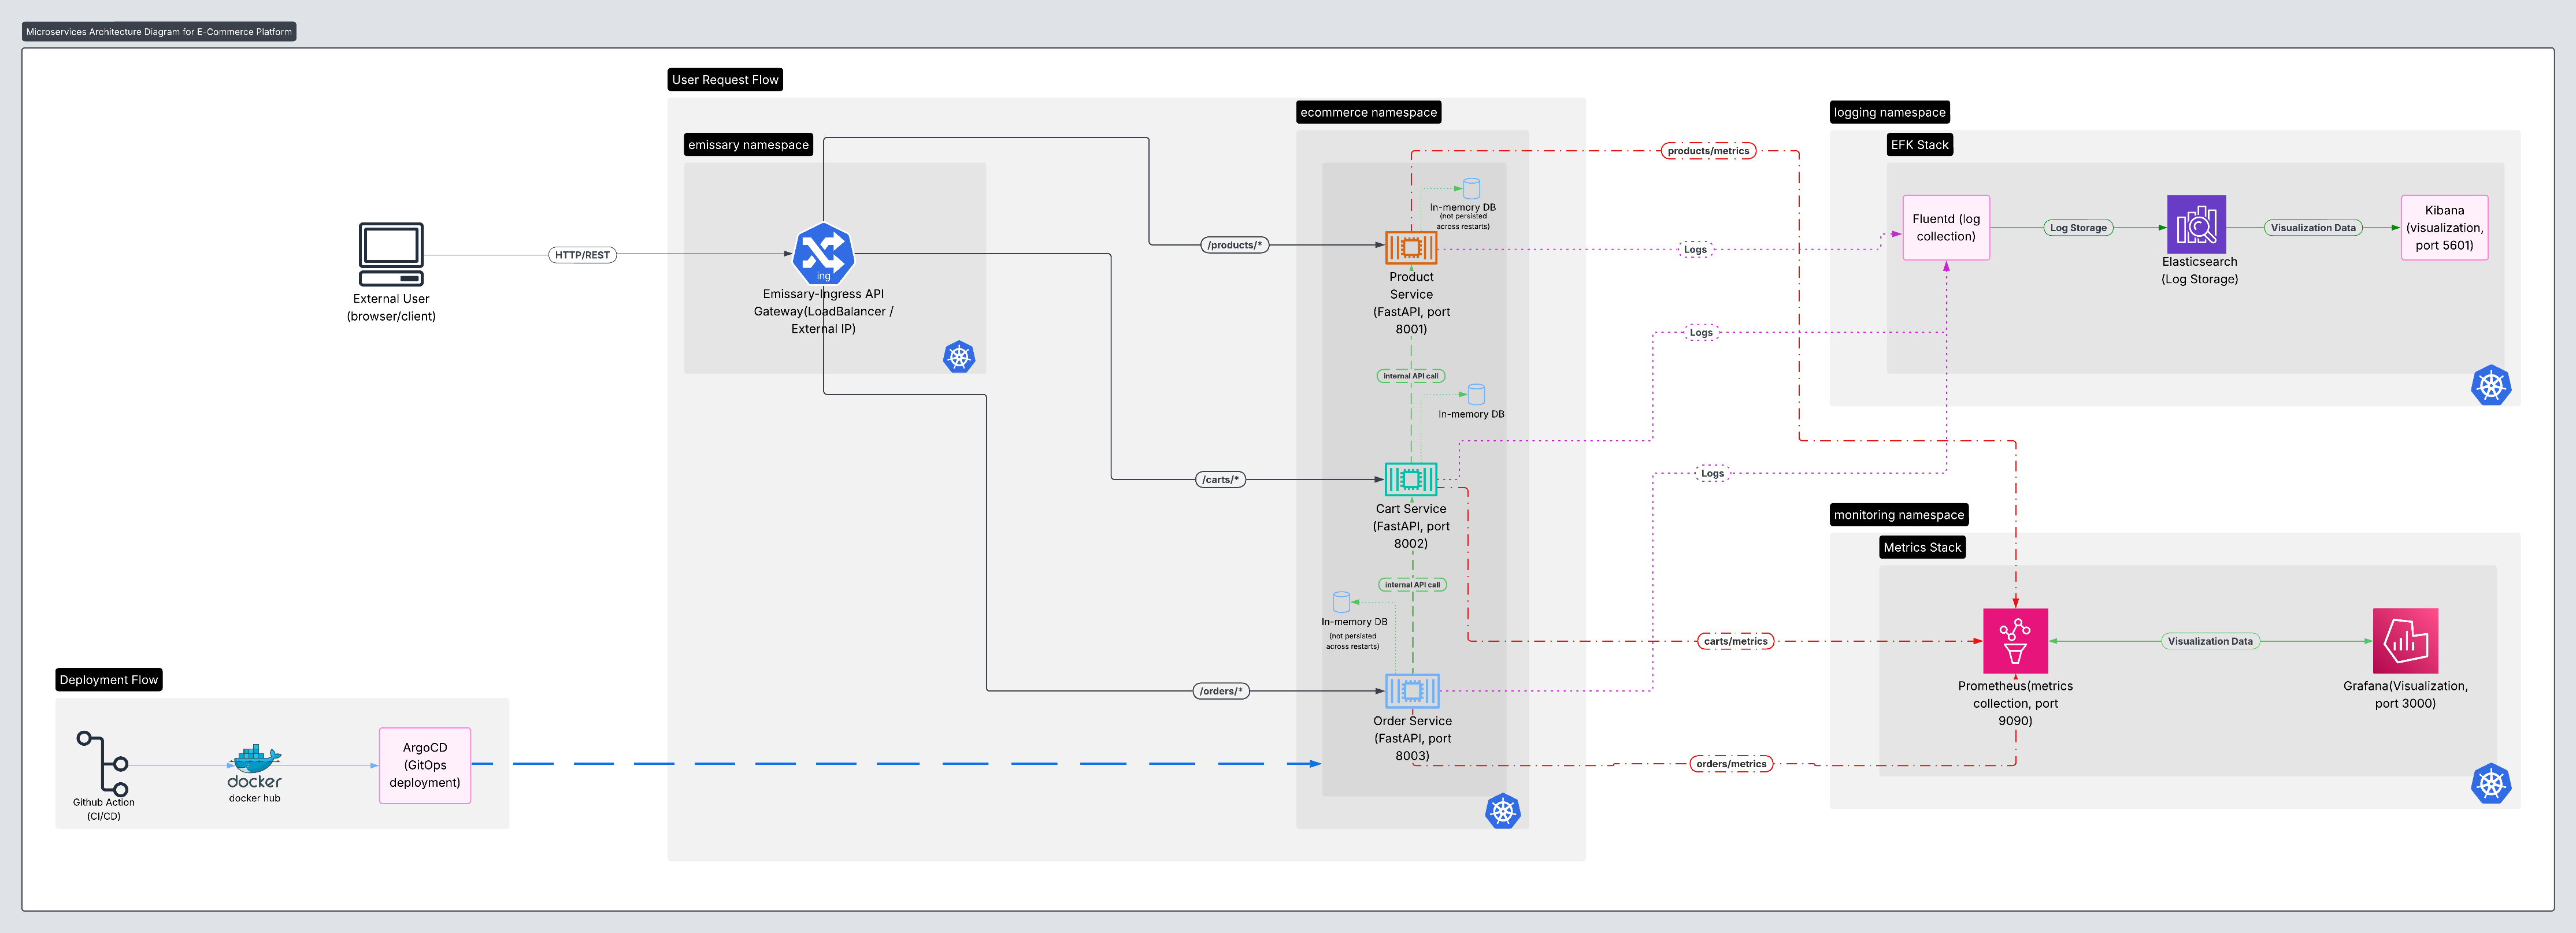 Microservices Architecture Diagram for E-Commerce Platform
User Request Flow
emissary namespace
ecommerce namespace
External User
(browser/client)
HTTP/REST
ing
Emissary-Ingress API
Gateway(LoadBalancer /
External IP)
/products/*
/carts/*
/orders/*
In-memory DB
(not persisted
across restarts)
Product
Service
(FastAPI, port
8001)
internal API call
In-memory DB
Cart Service
(FastAPI, port
8002)
internal API call
In-memory DB
(not persisted
across restarts)
Order Service
(FastAPI, port
8003)
products/metrics
Logs
Logs
Logs
carts/metrics
orders/metrics
logging namespace
EFK Stack
Fluentd (log
collection)
Log Storage
Elasticsearch
(Log Storage)
Visualization Data
Kibana
(visualization,
port 5601)
monitoring namespace
Metrics Stack
Prometheus(metrics
collection, port
9090)
Visualization Data
Grafana(Visualization,
port 3000)
Deployment Flow
Github Action
(CI/CD)
docker
docker hub
ArgoCD
(GitOps
deployment)